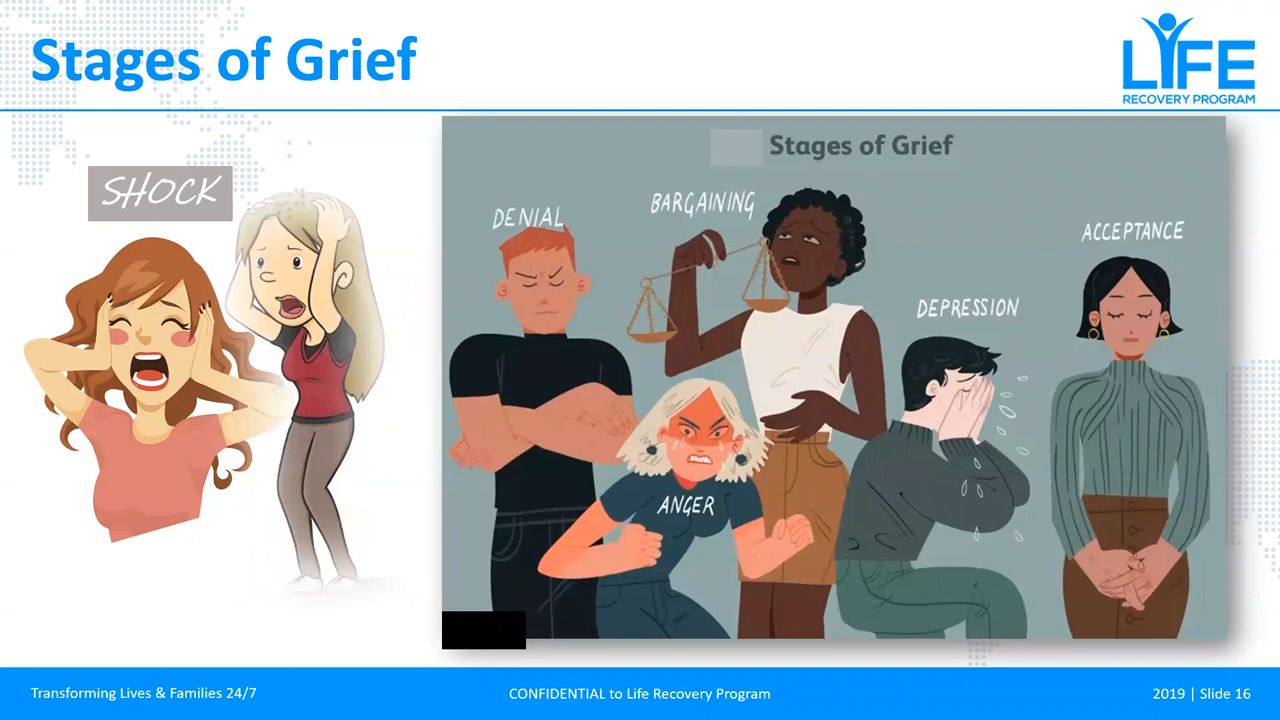 Stages of Grief
LIFE
RECOVERY PROGRAM
SHOCK
Stages of Grief
DENIAL
BARGAINING
ACCEPTANCE
DEPRESSION
ANGER
Transforming Lives & Families 24/7
CONFIDENTIAL to Life Recovery Program
2019 | Slide 16